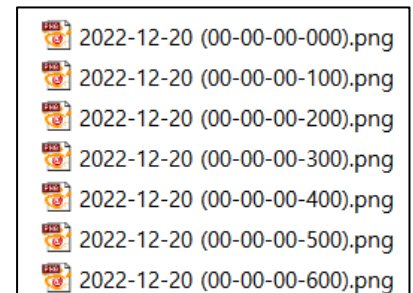 2022-12-20 (00-00-00-000).png
2022-12-20 (00-00-00-100).png
2022-12-20 (00-00-00-200).png
2022-12-20 (00-00-00-300).png
2022-12-20 (00-00-00-400).png
2022-12-20 (00-00-00-500).png
2022-12-20 (00-00-00-600).png